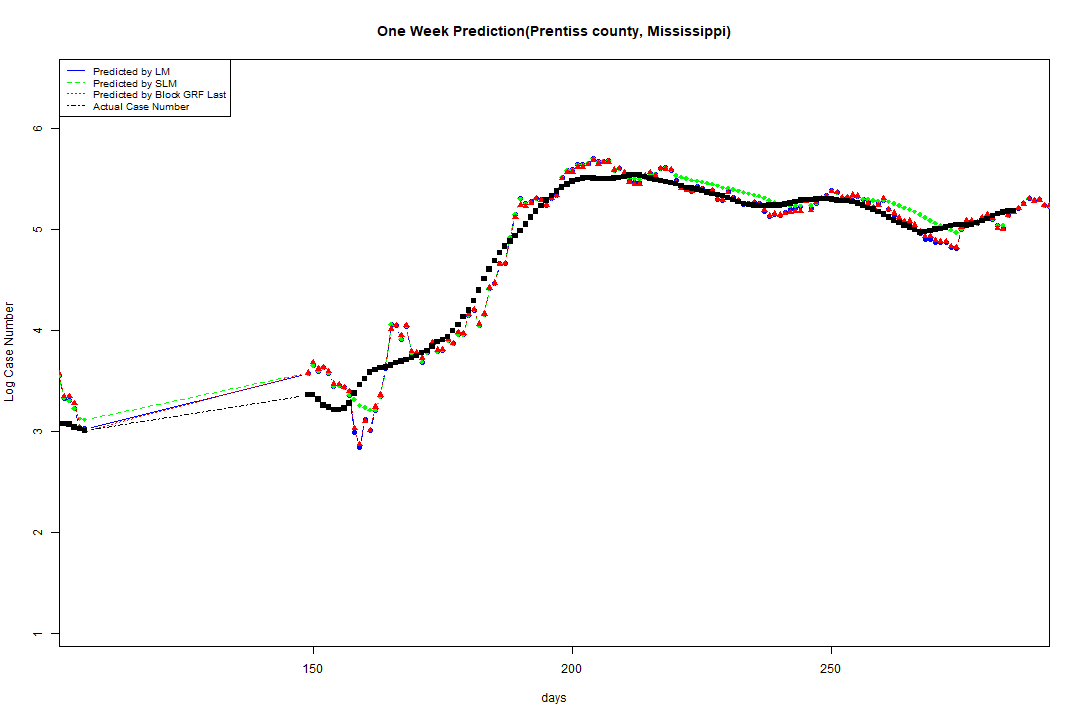 One Week Prediction(Prentiss county, Mississippi)
Predicted by LM
Predicted by SLM
Predicted by Block GRF Last
Actual Case Number
6
5
4
3
2
1
Log Case Number
150
200
250
days